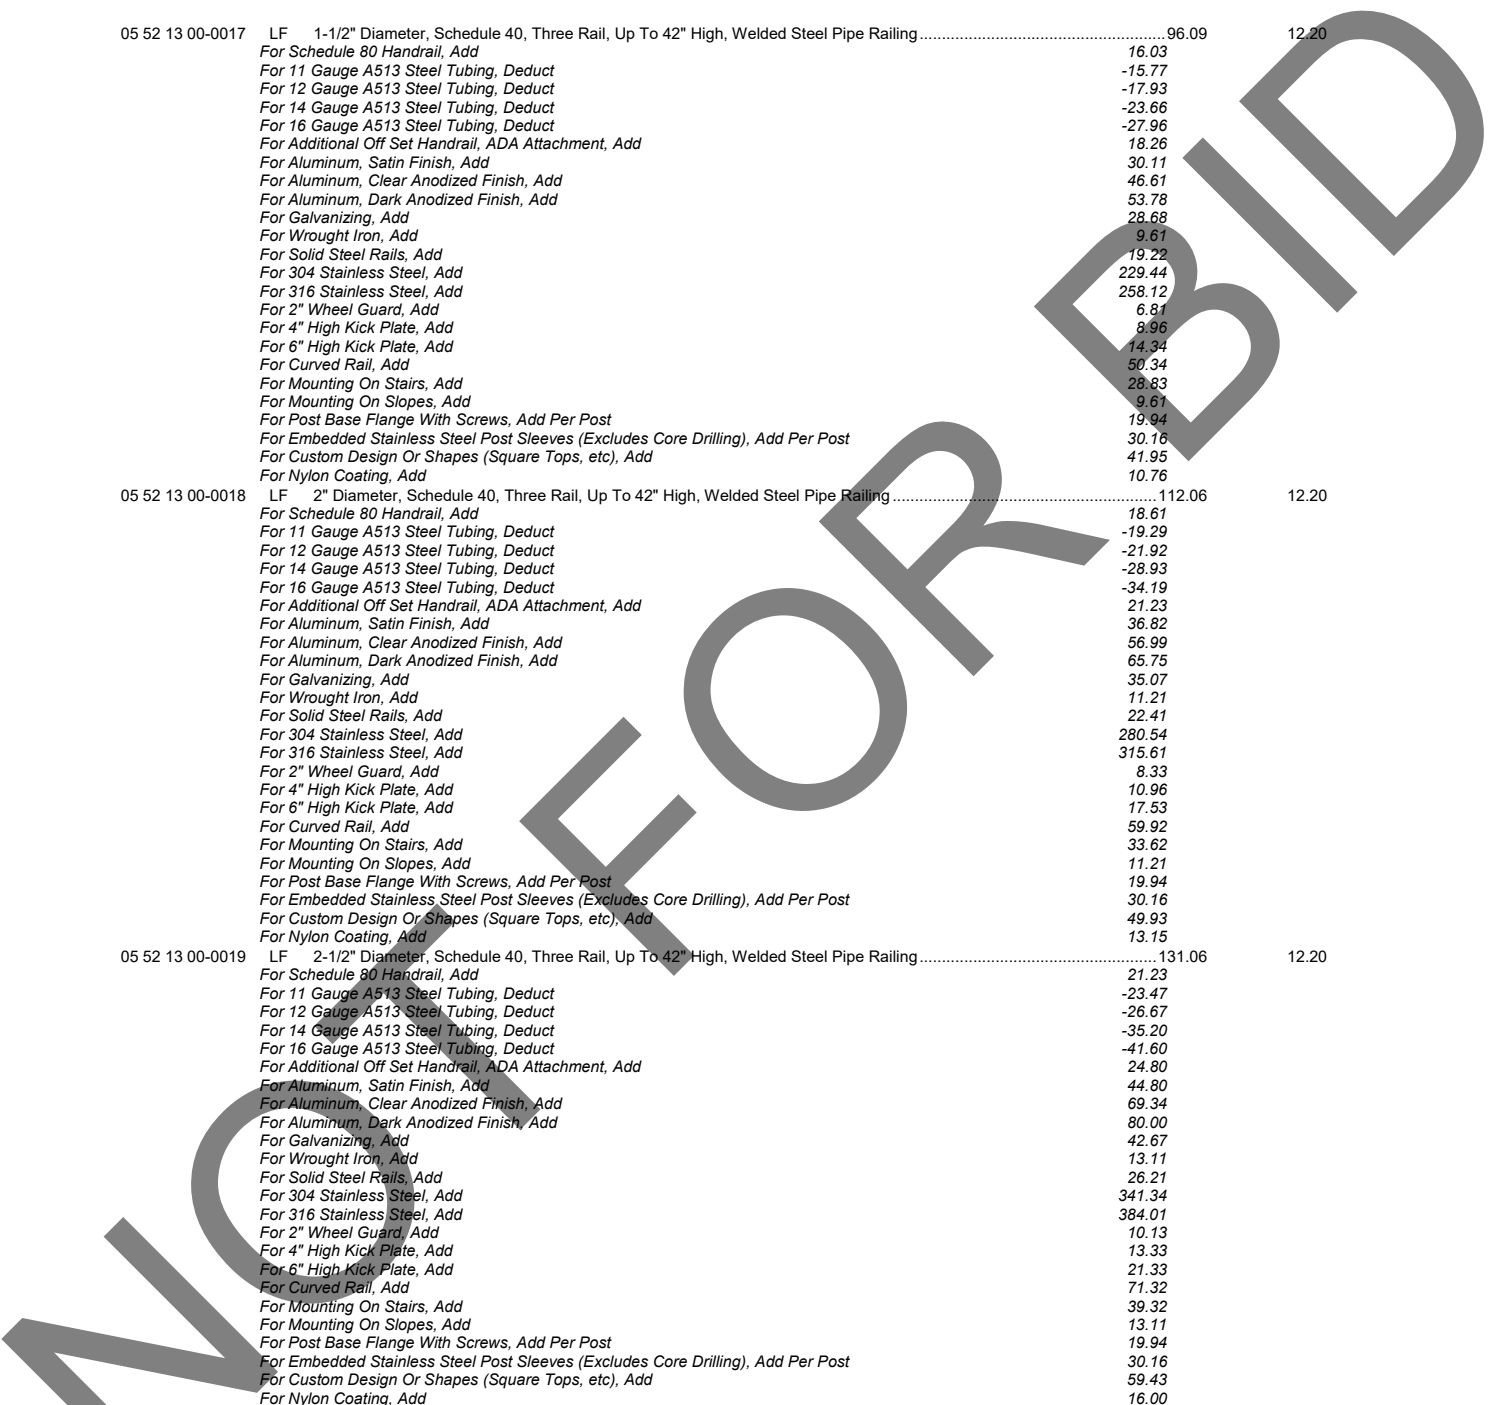 05 52 13 00-0017 LF 1-1/2" Diameter, Schedule 40, Three Rail, Up To 42" High, Welded Steel Pipe Railing.......................................................96.09 12.20
For Schedule 80 Handrail, Add 16.03
For 11 Gauge A513 Steel Tubing, Deduct -15.77
For 12 Gauge A513 Steel Tubing, Deduct -17.93
For 14 Gauge A513 Steel Tubing, Deduct -23.66
For 16 Gauge A513 Steel Tubing, Deduct -27.96
For Additional Off Set Handrail, ADA Attachment, Add 18.26
For Aluminum, Satin Finish, Add 30.11
For Aluminum, Clear Anodized Finish, Add 46.61
For Aluminum, Dark Anodized Finish, Add 53.78
For Galvanizing, Add 28.68
For Wrought Iron, Add 9.61
For Solid Steel Rails, Add 19.22
For 304 Stainless Steel, Add 229.44
For 316 Stainless Steel, Add 258.12
For 2" Wheel Guard, Add 6.81
For 4" High Kick Plate, Add 8.96
For 6" High Kick Plate, Add 14.34
For Curved Rail, Add 50.34
For Mounting On Stairs, Add 28.83
For Mounting On Slopes, Add 9.61
For Post Base Flange With Screws, Add Per Post 19.94
For Embedded Stainless Steel Post Sleeves (Excludes Core Drilling), Add Per Post 30.16
For Custom Design Or Shapes (Square Tops, etc), Add 41.95
For Nylon Coating, Add 10.76
05 52 13 00-0018 LF 2" Diameter, Schedule 40, Three Rail, Up To 42" High, Welded Steel Pipe Railing...........................................................112.06 12.20
For Schedule 80 Handrail, Add 18.61
For 11 Gauge A513 Steel Tubing, Deduct -19.29
For 12 Gauge A513 Steel Tubing, Deduct -21.92
For 14 Gauge A513 Steel Tubing, Deduct -28.93
For 16 Gauge A513 Steel Tubing, Deduct -34.19
For Additional Off Set Handrail, ADA Attachment, Add 21.23
For Aluminum, Satin Finish, Add 36.82
For Aluminum, Clear Anodized Finish, Add 56.99
For Aluminum, Dark Anodized Finish, Add 65.75
For Galvanizing, Add 35.07
For Wrought Iron, Add 11.21
For Solid Steel Rails, Add 22.41
For 304 Stainless Steel, Add 280.54
For 316 Stainless Steel, Add 315.61
For 2" Wheel Guard, Add 8.33
For 4" High Kick Plate, Add 10.96
For 6" High Kick Plate, Add 17.53
For Curved Rail, Add 59.92
For Mounting On Stairs, Add 33.62
For Mounting On Slopes, Add 11.21
For Post Base Flange With Screws, Add Per Post 19.94
For Embedded Stainless Steel Post Sleeves (Excludes Core Drilling), Add Per Post 30.16
For Custom Design Or Shapes (Square Tops, etc), Add 49.93
For Nylon Coating, Add 13.15
05 52 13 00-0019 LF 2-1/2" Diameter, Schedule 40, Three Rail, Up To 42" High, Welded Steel Pipe Railing.....................................................131.06 12.20
For Schedule 80 Handrail, Add 21.23
For 11 Gauge A513 Steel Tubing, Deduct -23.47
For 12 Gauge A513 Steel Tubing, Deduct -26.67
For 14 Gauge A513 Steel Tubing, Deduct -35.20
For 16 Gauge A513 Steel Tubing, Deduct -41.60
For Additional Off Set Handrail, ADA Attachment, Add 24.80
For Aluminum, Satin Finish, Add 44.80
For Aluminum, Clear Anodized Finish, Add 69.34
For Aluminum, Dark Anodized Finish, Add 80.00
For Galvanizing, Add 42.67
For Wrought Iron, Add 13.11
For Solid Steel Rails, Add 26.21
For 304 Stainless Steel, Add 341.34
For 316 Stainless Steel, Add 384.01
For 2" Wheel Guard, Add 10.13
For 4" High Kick Plate, Add 13.33
For 6" High Kick Plate, Add 21.33
For Curved Rail, Add 71.32
For Mounting On Stairs, Add 39.32
For Mounting On Slopes, Add 13.11
For Post Base Flange With Screws, Add Per Post 19.94
For Embedded Stainless Steel Post Sleeves (Excludes Core Drilling), Add Per Post 30.16
For Custom Design Or Shapes (Square Tops, etc), Add 59.43
For Nylon Coating, Add 16.00
NOT FOR BID